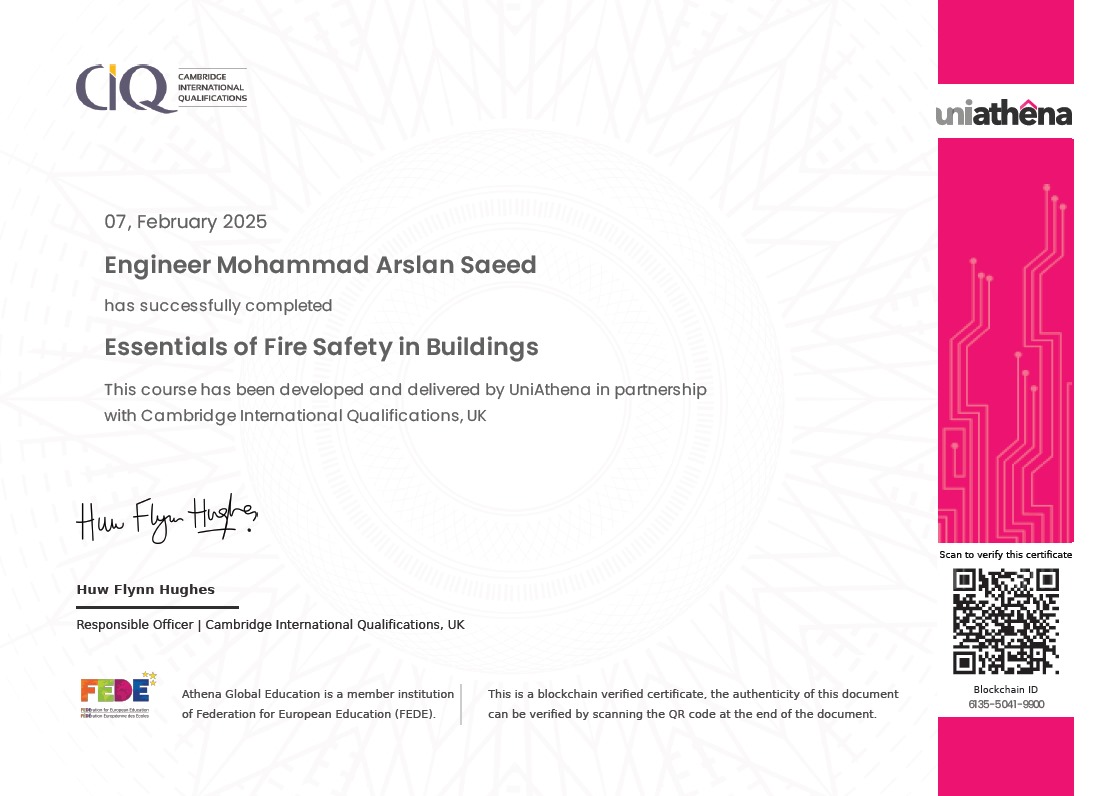 CIQ
CAMBRIDGE
INTERNATIONAL
QUALIFICATIONS
uniathena
07, February 2025
Engineer Mohammad Arslan Saeed
has successfully completed
Essentials of Fire Safety in Buildings
This course has been developed and delivered by UniAthena in partnership
with Cambridge International Qualifications, UK
Huw Flynn Hughes
Huw Flynn Hughes
Responsible Officer | Cambridge International Qualifications, UK
FEDE
Federation for European Education
Fédération Européenne des Ecoles
Athena Global Education is a member institution
of Federation for European Education (FEDE).
This is a blockchain verified certificate, the authenticity of this document
can be verified by scanning the QR code at the end of the document.
Scan to verify this certificate
Blockchain ID
6135-5041-9900